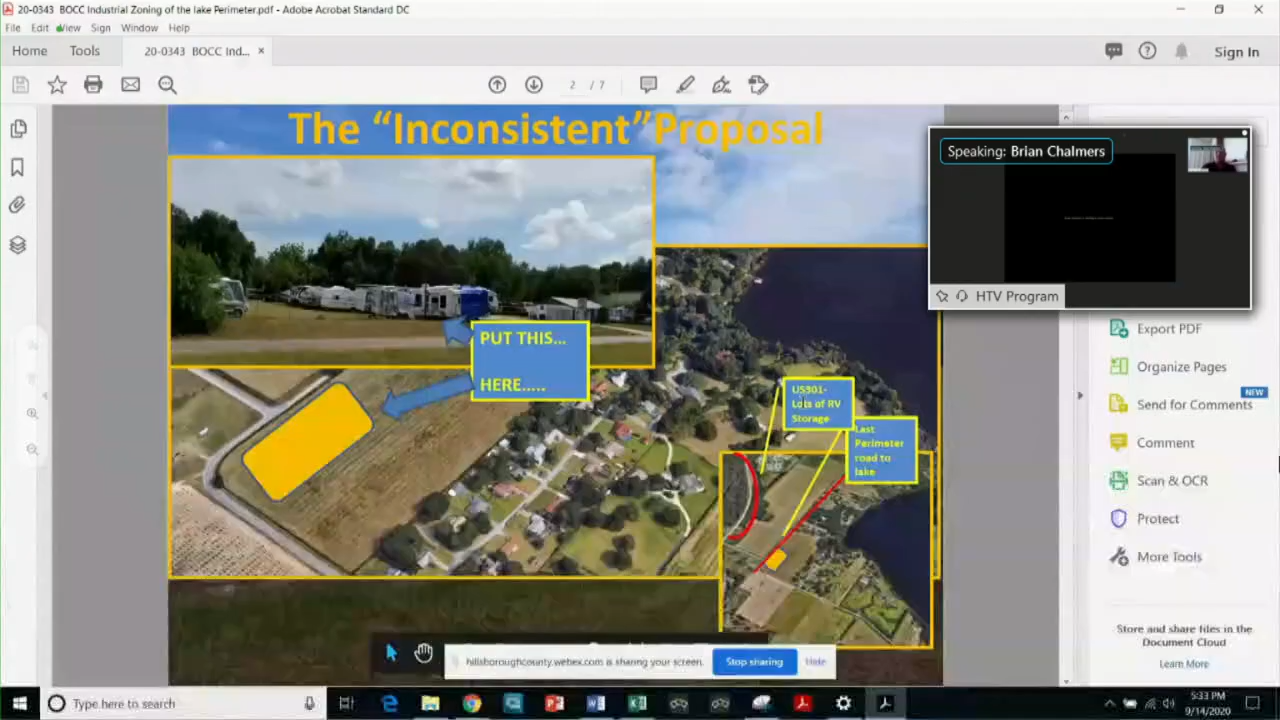 20-0343 BOCC Industrial Zoning of the lake Perimeter.pdf - Adobe Acrobat Standard DC
File Edit View Sign Window Help
Home Tools 20-0343 BOCC Ind... × Sign In
2 / 7
The “Inconsistent”Proposal
Speaking: Brian Chalmers
HTV Program
PUT THIS...
HERE.....
US301-
Lots of RV
Storage
Last
Perimeter
road to
lake
Export PDF
Organize Pages
NEW
Send for Comments
Comment
Scan & OCR
Protect
More Tools
Store and share files in the
Document Cloud
Learn More
hillsboroughcounty.webex.com is sharing your screen.
Stop sharing
Hide
Type here to search
5:33 PM
9/14/2020